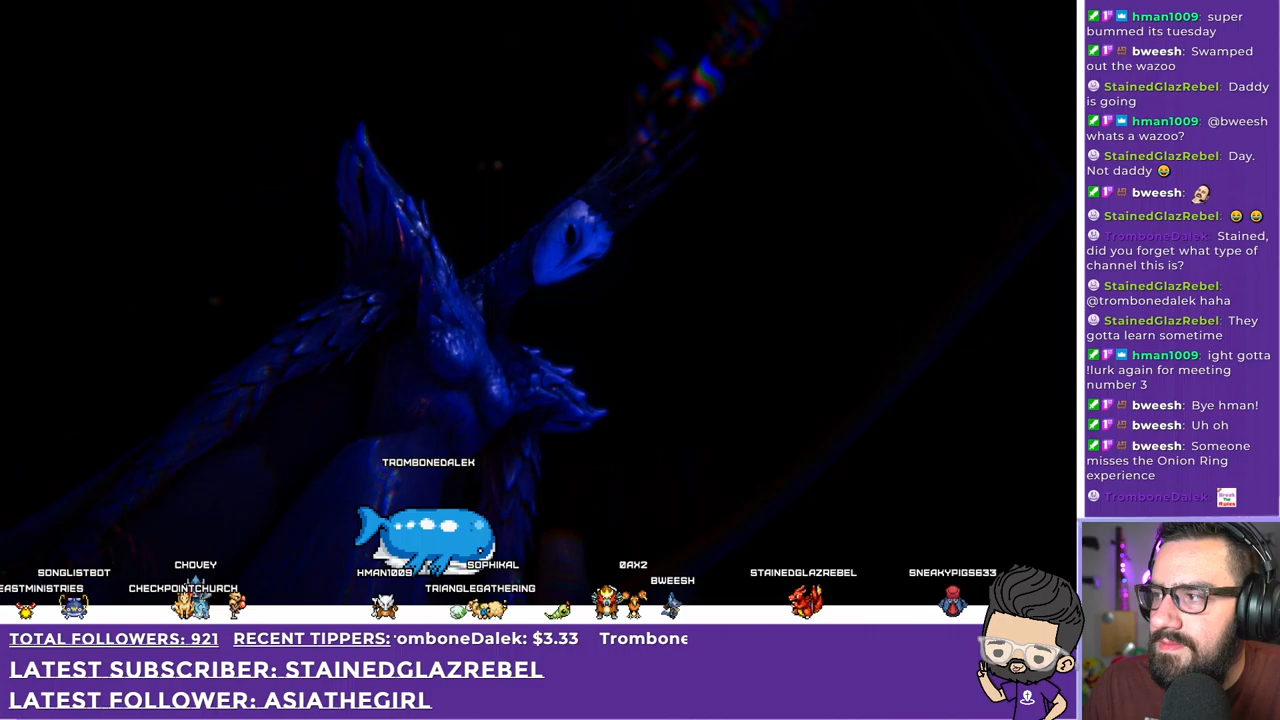 hman1009: super
bummed its tuesday
bweesh: Swamped
out the wazoo
StainedGlazRebel: Daddy
is going
hman1009: @bweesh
whats a wazoo?
StainedGlazRebel: Day.
Not daddy 😂
bweesh:
StainedGlazRebel: 😂 😂
TromboneDalek: Stained,
did you forget what type of
channel this is?
StainedGlazRebel:
@trombonedalek haha
StainedGlazRebel: They
gotta learn sometime
hman1009: ight gotta
!lurk again for meeting
number 3
bweesh: Bye hman!
bweesh: Uh oh
bweesh: Someone
misses the Onion Ring
experience
TromboneDalek:
TROMBONEDALEK
SONGLISTBOT
CHOVEY
HMAN1009
SOPHIKAL
0AX2
BWEESH
STAINEDGLAZREBEL
SNEAKYPIGS633
EASTMINISTRIES
CHECKPOINTCHURCH
TRIANGLEGATHERING
TOTAL FOLLOWERS: 921 RECENT TIPPERS: omboneDalek: $3.33 Trombone
LATEST SUBSCRIBER: STAINEDGLAZREBEL
LATEST FOLLOWER: ASIATHEGIRL